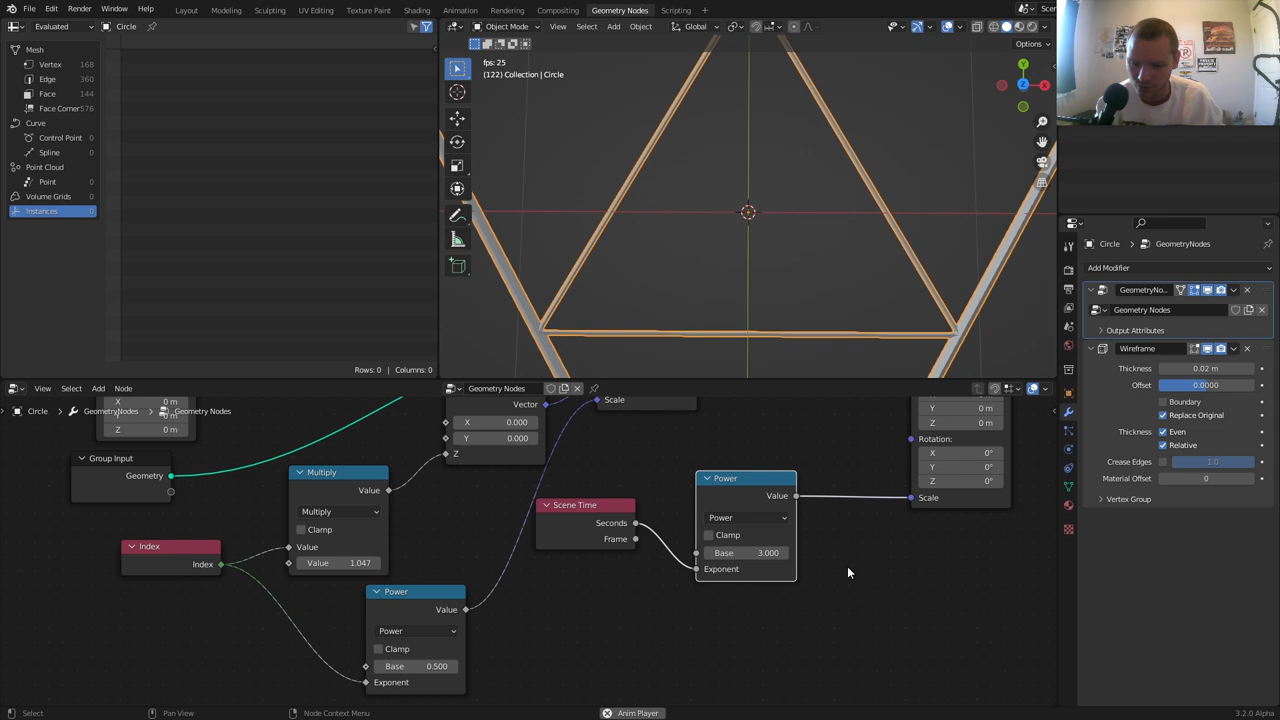 File Edit Render Window Help Layout Modeling Sculpting UV Editing Texture Paint Shading Animation Rendering Compositing Geometry Nodes Scripting
Evaluated Circle
Object Mode View Select Add Object Global
Options
Mesh
Vertex 168
Edge 360
Face 144
Face Corner 576
Curve
Control Point 0
Spline 0
Point Cloud
Point 0
Volume Grids 0
Instances 0
Rows: 0 | Columns: 0
fps: 25
(122) Collection | Circle
Y
X
Z
Circle GeometryNodes
Add Modifier
GeometryNo...
Geometry Nodes
Output Attributes
Wireframe
Thickness 0.02 m
Offset 0.0000
Boundary
Replace Original
Thickness Even
Relative
Crease Edges 1.0
Material Offset 0
Vertex Group
View Select Add Node Geometry Nodes
Circle GeometryNodes Geometry Nodes
X 0 m
Y 0 m
Z 0 m
Group Input
Geometry
Multiply
Value
Multiply
Clamp
Value
Value 1.047
Index
Index
Power
Value
Power
Clamp
Base 0.500
Exponent
Vector
X 0.000
Y 0.000
Z
Scale
Scene Time
Seconds
Frame
Power
Value
Power
Clamp
Base 3.000
Exponent
Y 0 m
Z 0 m
Rotation:
X 0°
Y 0°
Z 0°
Scale
Select Pan View Node Context Menu Anim Player 3.2.0 Alpha